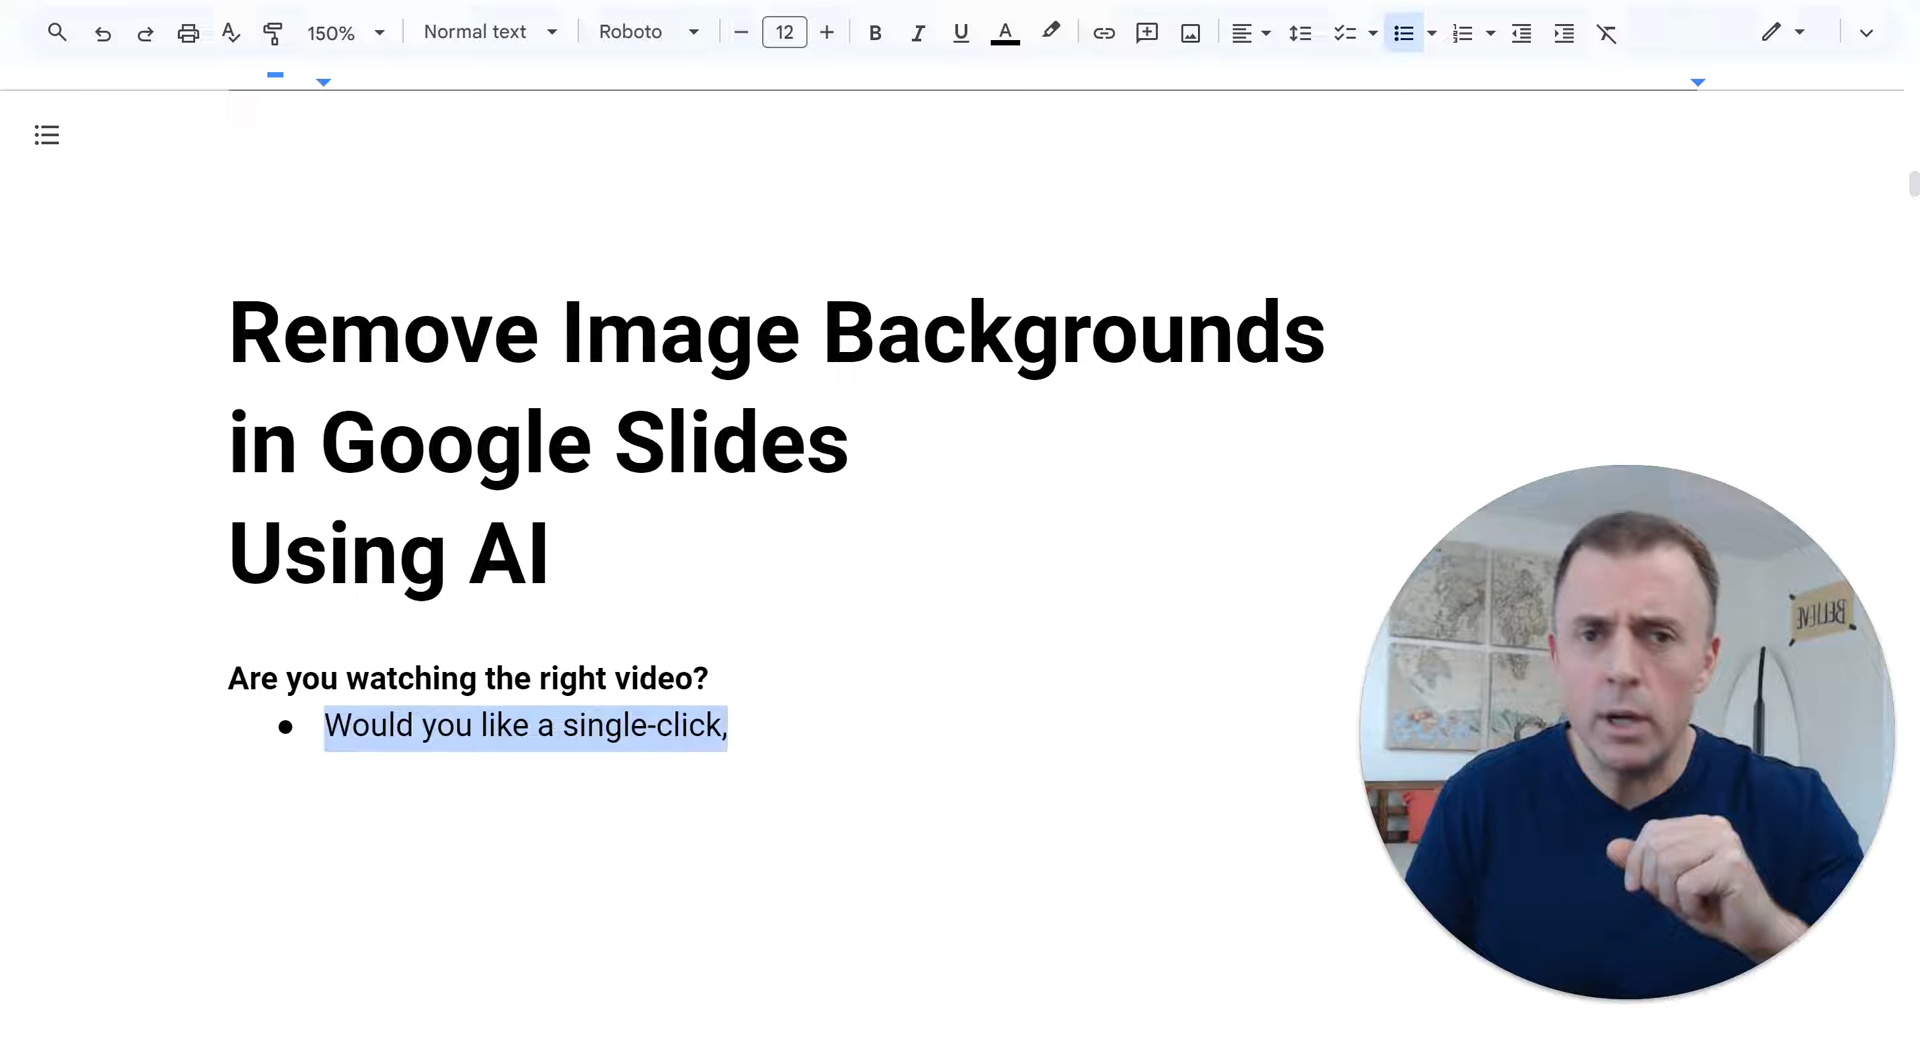 150%
Normal text
Roboto
12
B
I
U
A
Remove Image Backgrounds
in Google Slides
Using AI
Are you watching the right video?
● Would you like a single-click,
BELIEVE